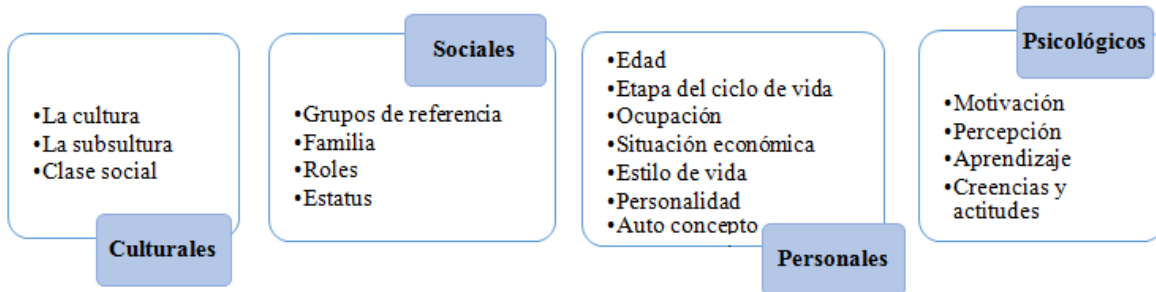 •La cultura
•La subsultura
•Clase social
Culturales
Sociales
•Grupos de referencia
•Familia
•Roles
•Estatus
•Edad
•Etapa del ciclo de vida
•Ocupación
•Situación económica
•Estilo de vida
•Personalidad
•Auto concepto
Personales
Psicológicos
•Motivación
•Percepción
•Aprendizaje
•Creencias y
actitudes